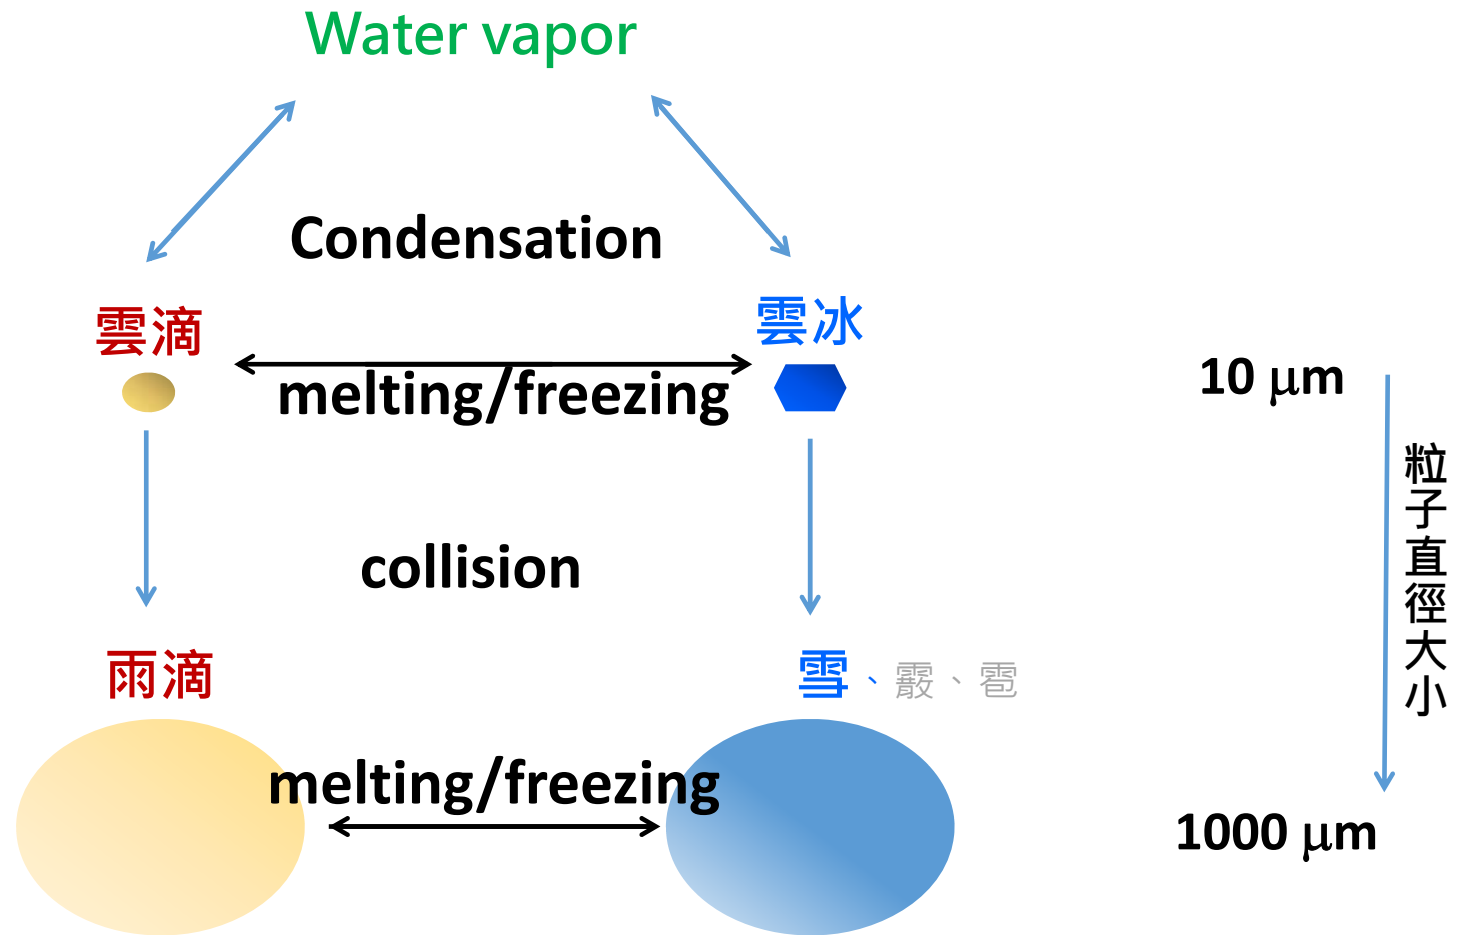 Water vapor
Condensation
雲滴
雲冰
melting/freezing
10 μm
粒子直徑大小
collision
雨滴
雪、霰、雹
melting/freezing
1000 μm